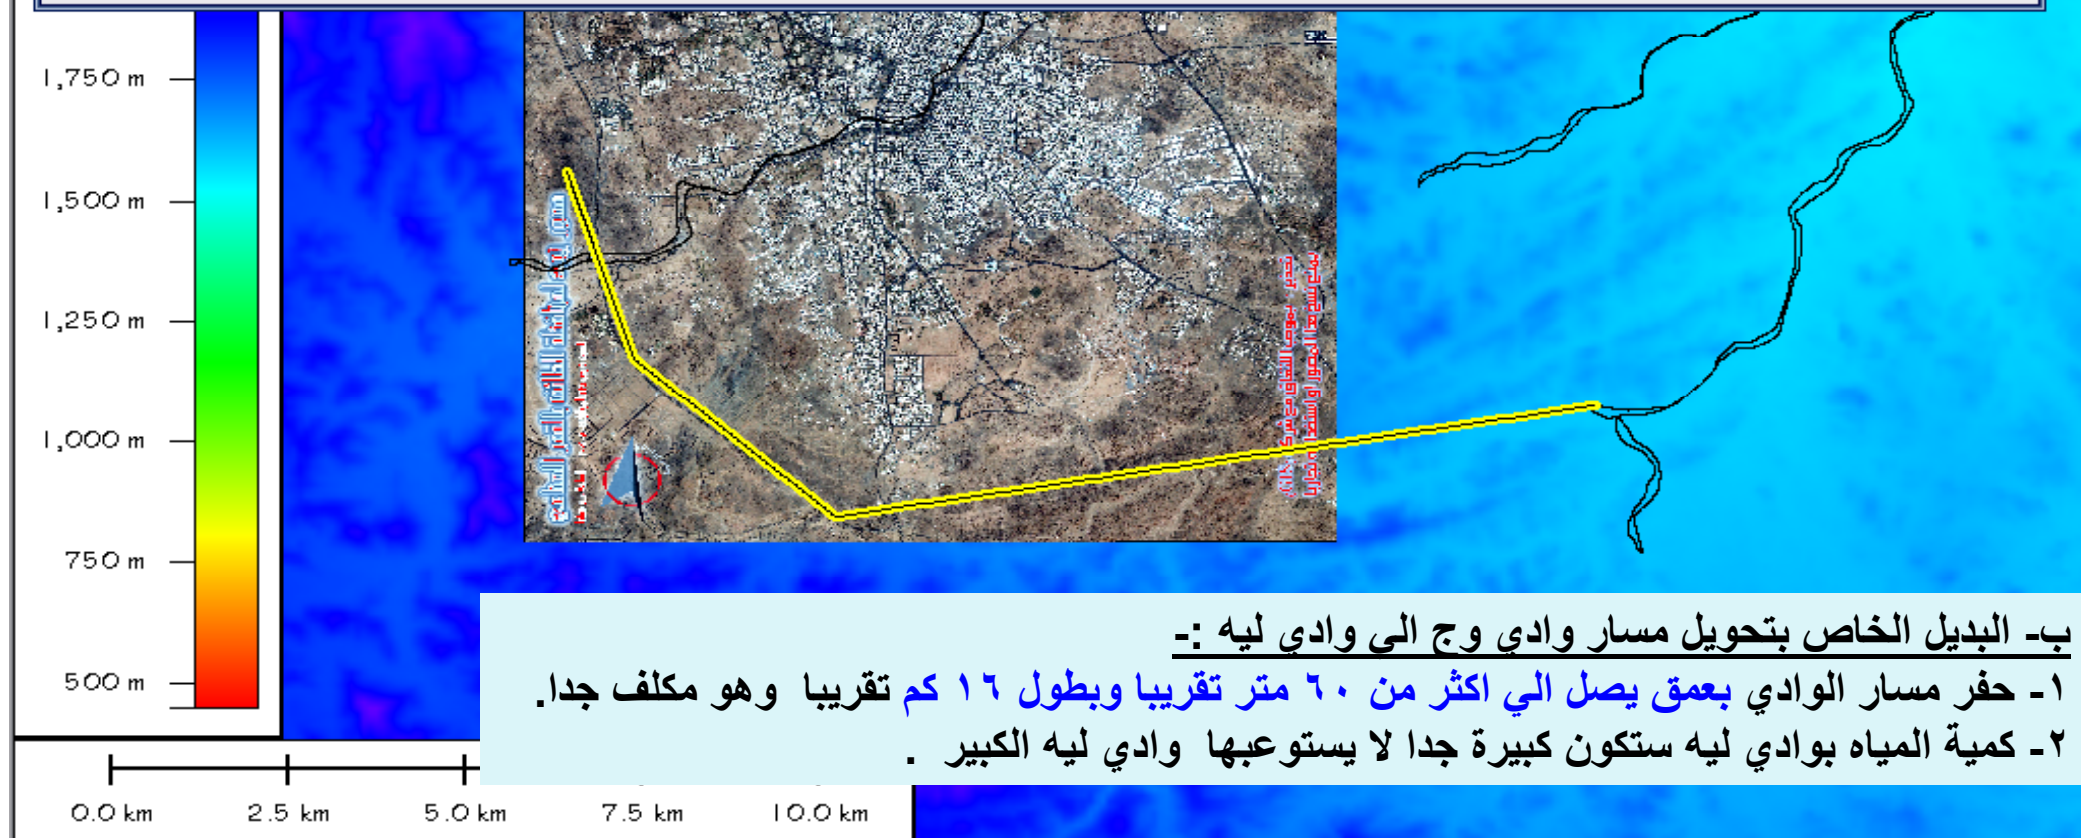 1,750 m
1,500 m
1,250 m
1,000 m
750 m
500 m
0.0 km 2.5 km 5.0 km 7.5 km 10.0 km
ب- البديل الخاص بتحويل مسار وادي وج الي وادي ليه :-
١- حفر مسار الوادي بعمق يصل الي اكثر من ٦٠ متر تقريبا وبطول ١٦ كم تقريبا وهو مكلف جدا.
٢- كمية المياه بوادي ليه ستكون كبيرة جدا لا يستوعبها وادي ليه الكبير .